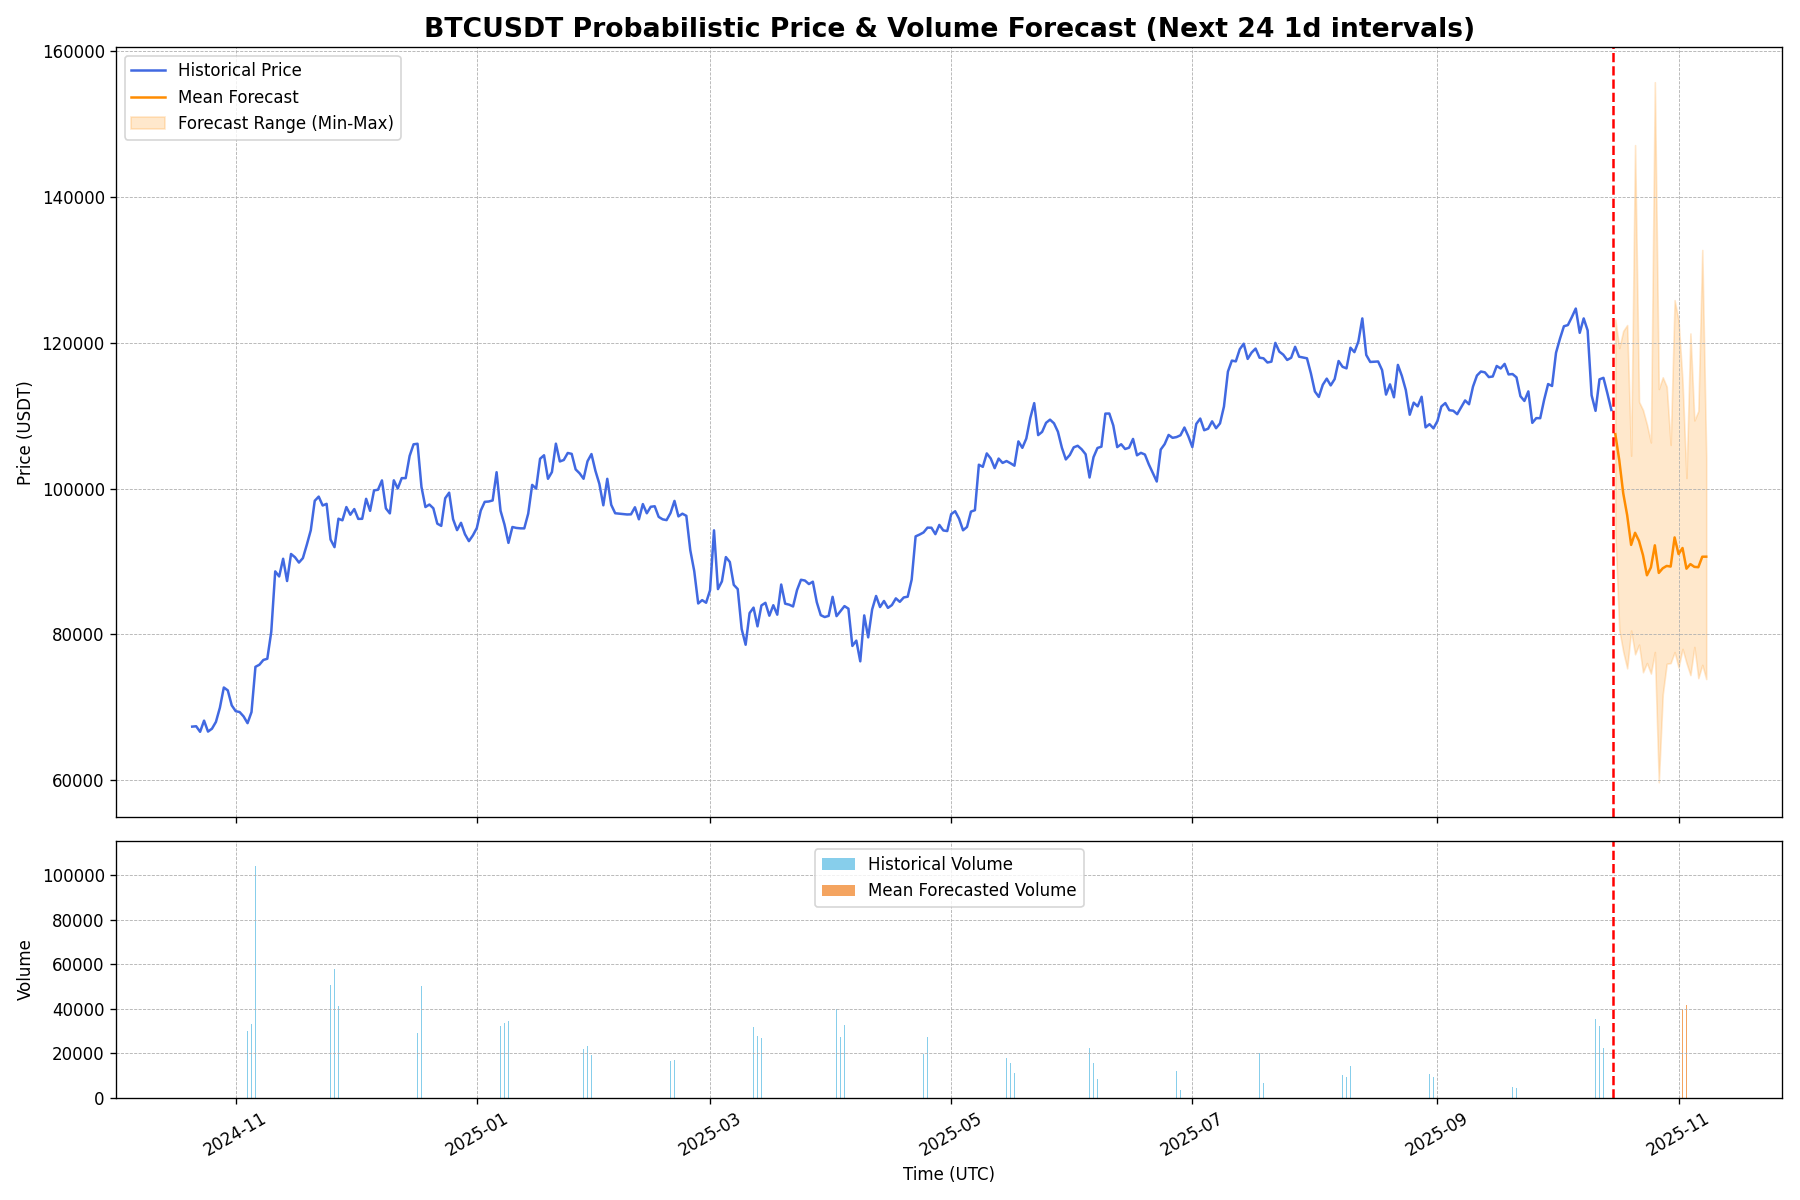 BTCUSDT Probabilistic Price & Volume Forecast (Next 24 1d intervals)
Historical Price
Mean Forecast
Forecast Range (Min-Max)
160000
140000
120000
100000
80000
60000
Price (USDT)
Historical Volume
Mean Forecasted Volume
100000
80000
60000
40000
20000
0
Volume
2024-11
2025-01
2025-03
2025-05
2025-07
2025-09
2025-11
Time (UTC)